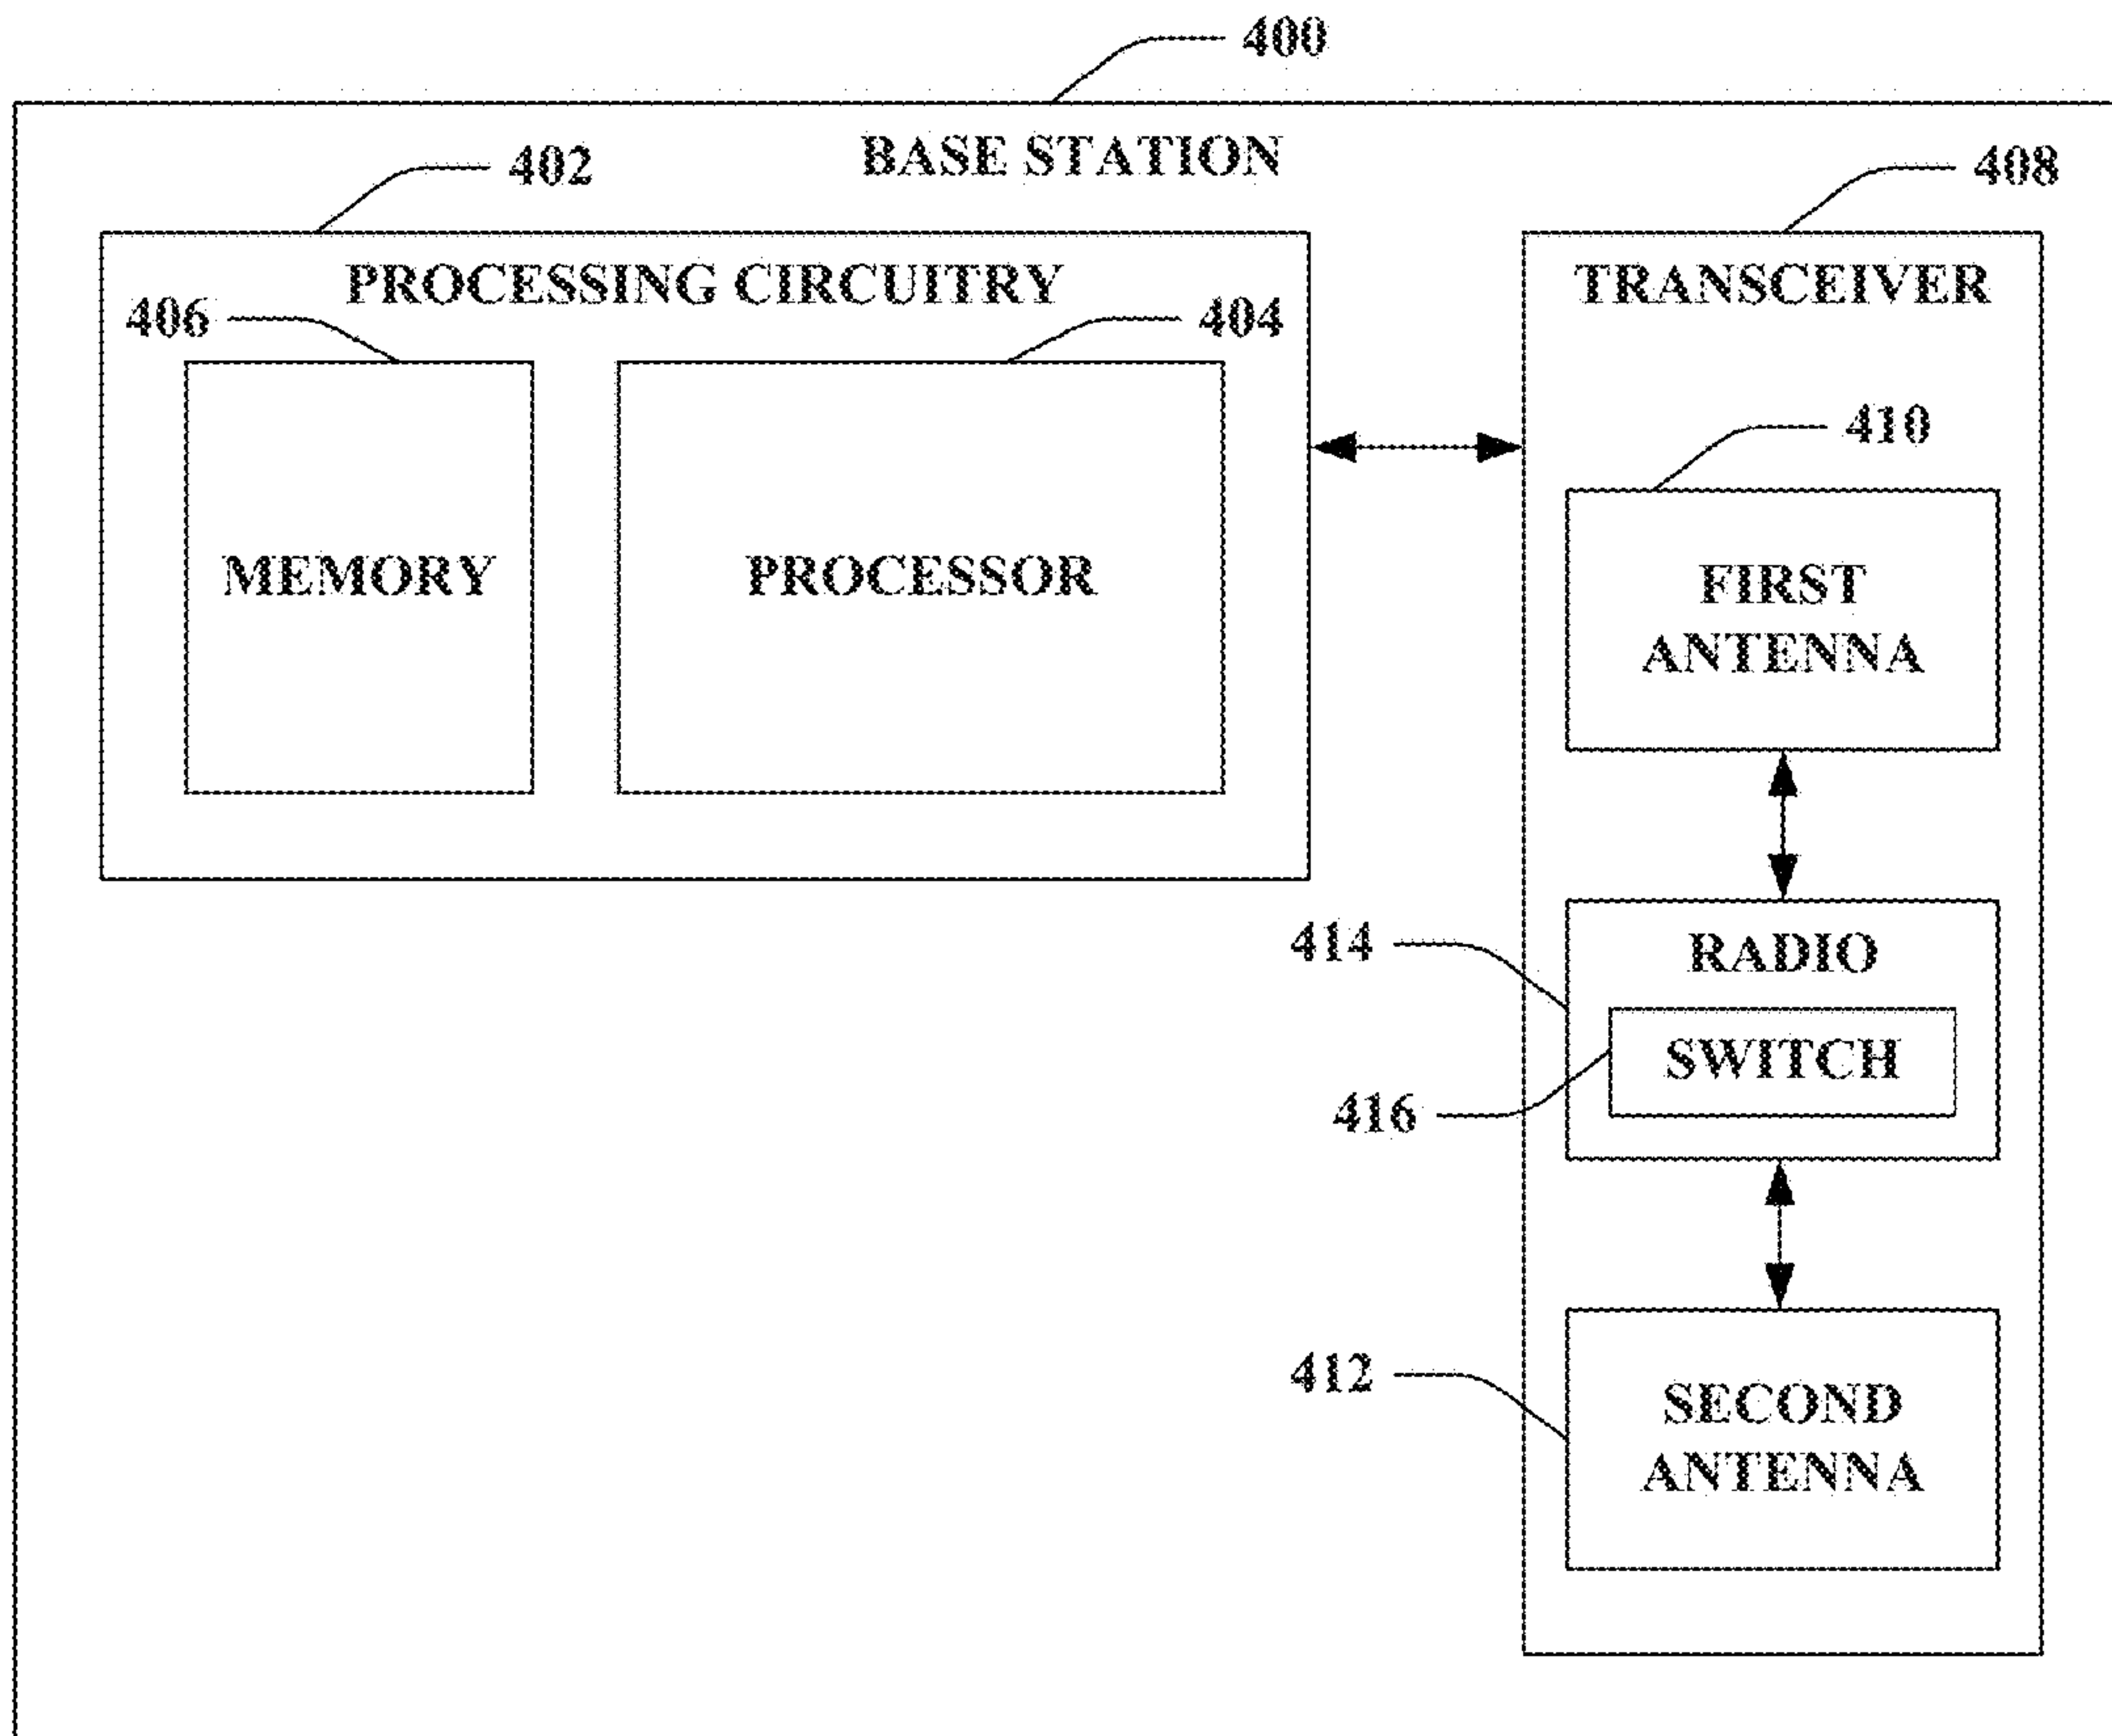 400
BASE STATION
402
408
PROCESSING CIRCUITRY
TRANSCEIVER
406
404
410
MEMORY
PROCESSOR
FIRST
ANTENNA
414
RADIO
SWITCH
416
412
SECOND
ANTENNA